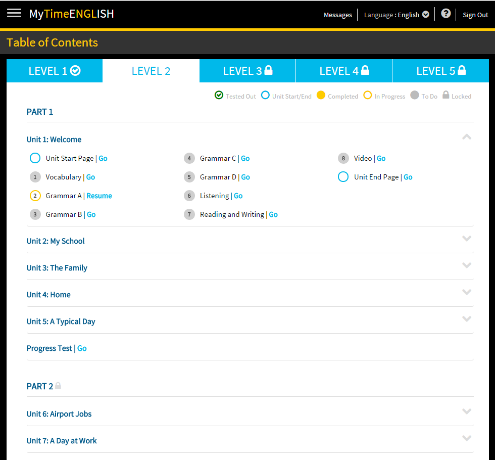 MyTimeENGLISH
Messages
Language : English
?
Sign Out
Table of Contents
LEVEL 1
LEVEL 2
LEVEL 3
LEVEL 4
LEVEL 5
Tested Out
Unit Start/End
Completed
In Progress
To Do
Locked
PART 1
Unit 1: Welcome
Unit Start Page | Go
1 Vocabulary | Go
2 Grammar A | Resume
3 Grammar B | Go
4 Grammar C | Go
5 Grammar D | Go
6 Listening | Go
7 Reading and Writing | Go
8 Video | Go
Unit End Page | Go
Unit 2: My School
Unit 3: The Family
Unit 4: Home
Unit 5: A Typical Day
Progress Test | Go
PART 2
Unit 6: Airport Jobs
Unit 7: A Day at Work